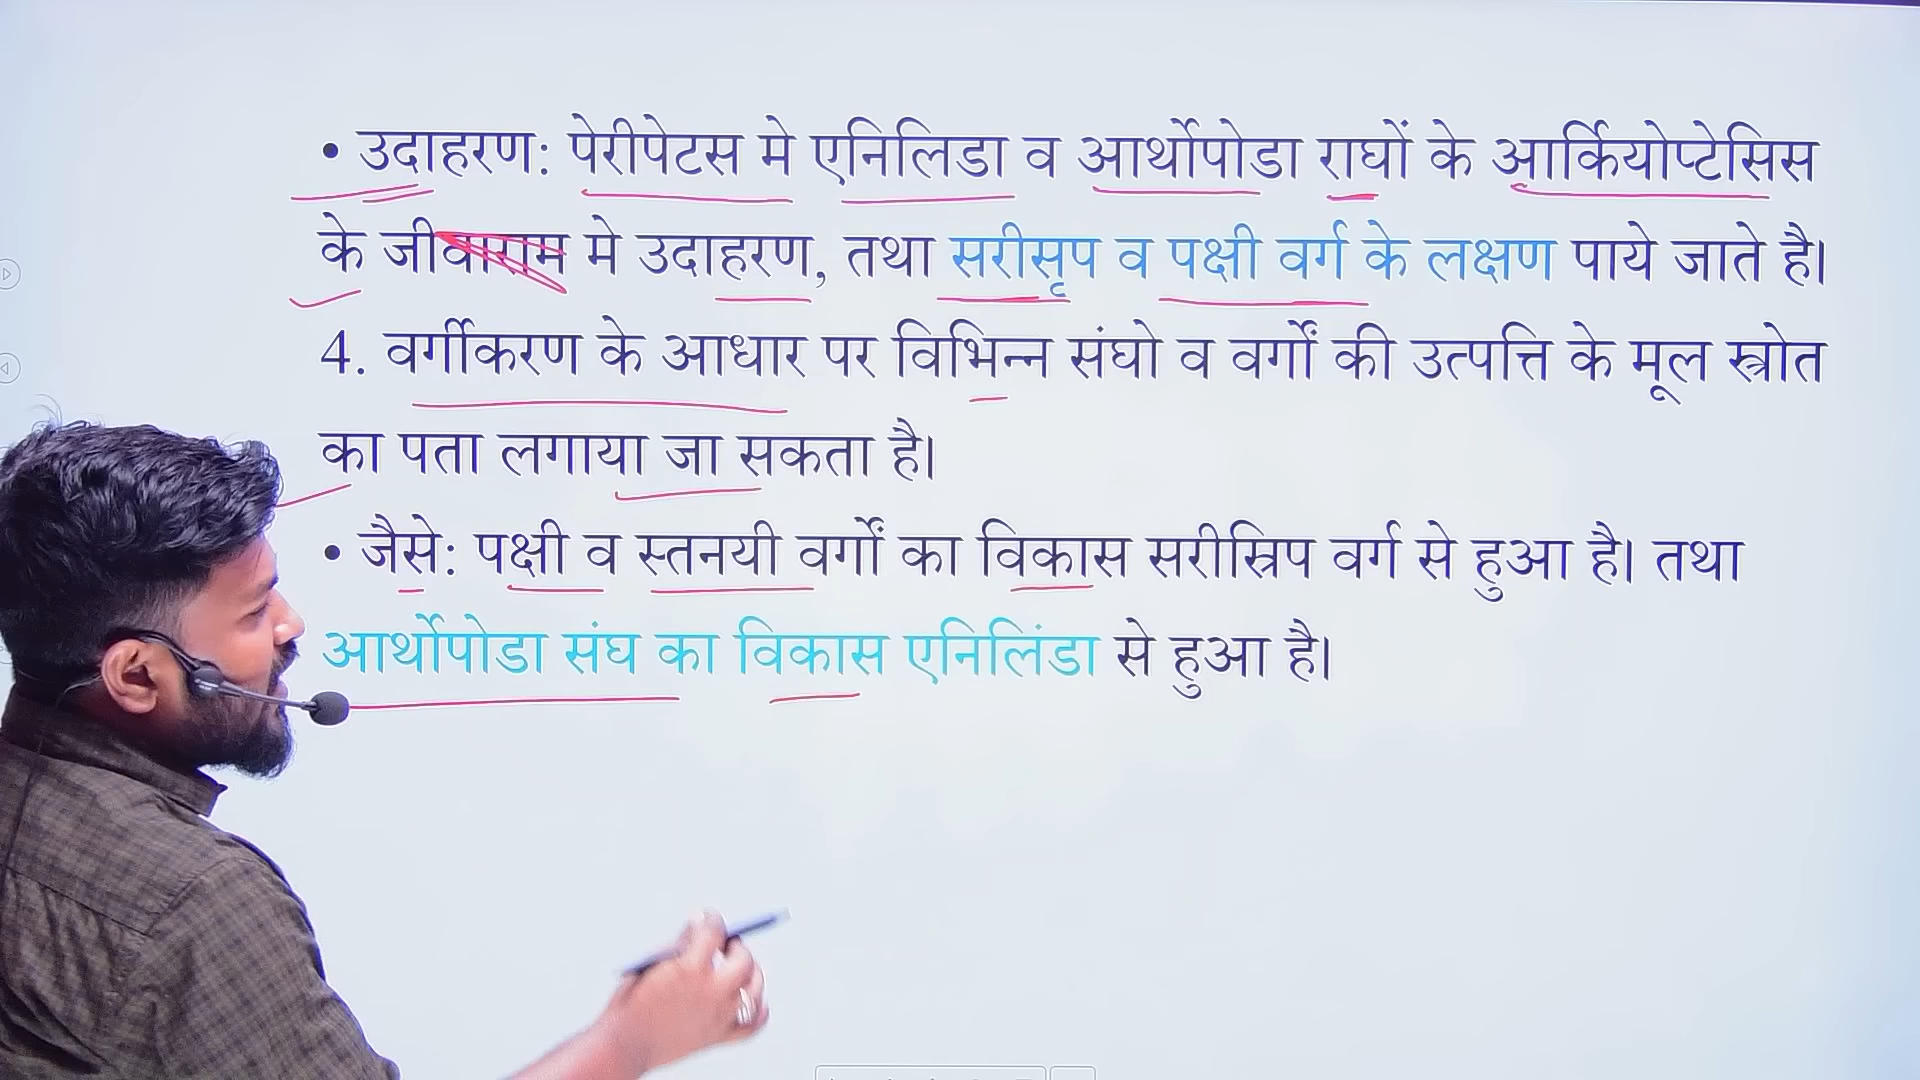 • उदाहरण: पेरीपेटस मे एनिलिडा व आर्थोपोडा राघों के आर्कियोप्टेसिस
के जीवाराम मे उदाहरण, तथा सरीसृप व पक्षी वर्ग के लक्षण पाये जाते है।
4. वर्गीकरण के आधार पर विभिन्न संघो व वर्गों की उत्पत्ति के मूल स्त्रोत
का पता लगाया जा सकता है।
• जैसे: पक्षी व स्तनयी वर्गों का विकास सरीस्रिप वर्ग से हुआ है। तथा
आर्थोपोडा संघ का विकास एनिलिंडा से हुआ है।